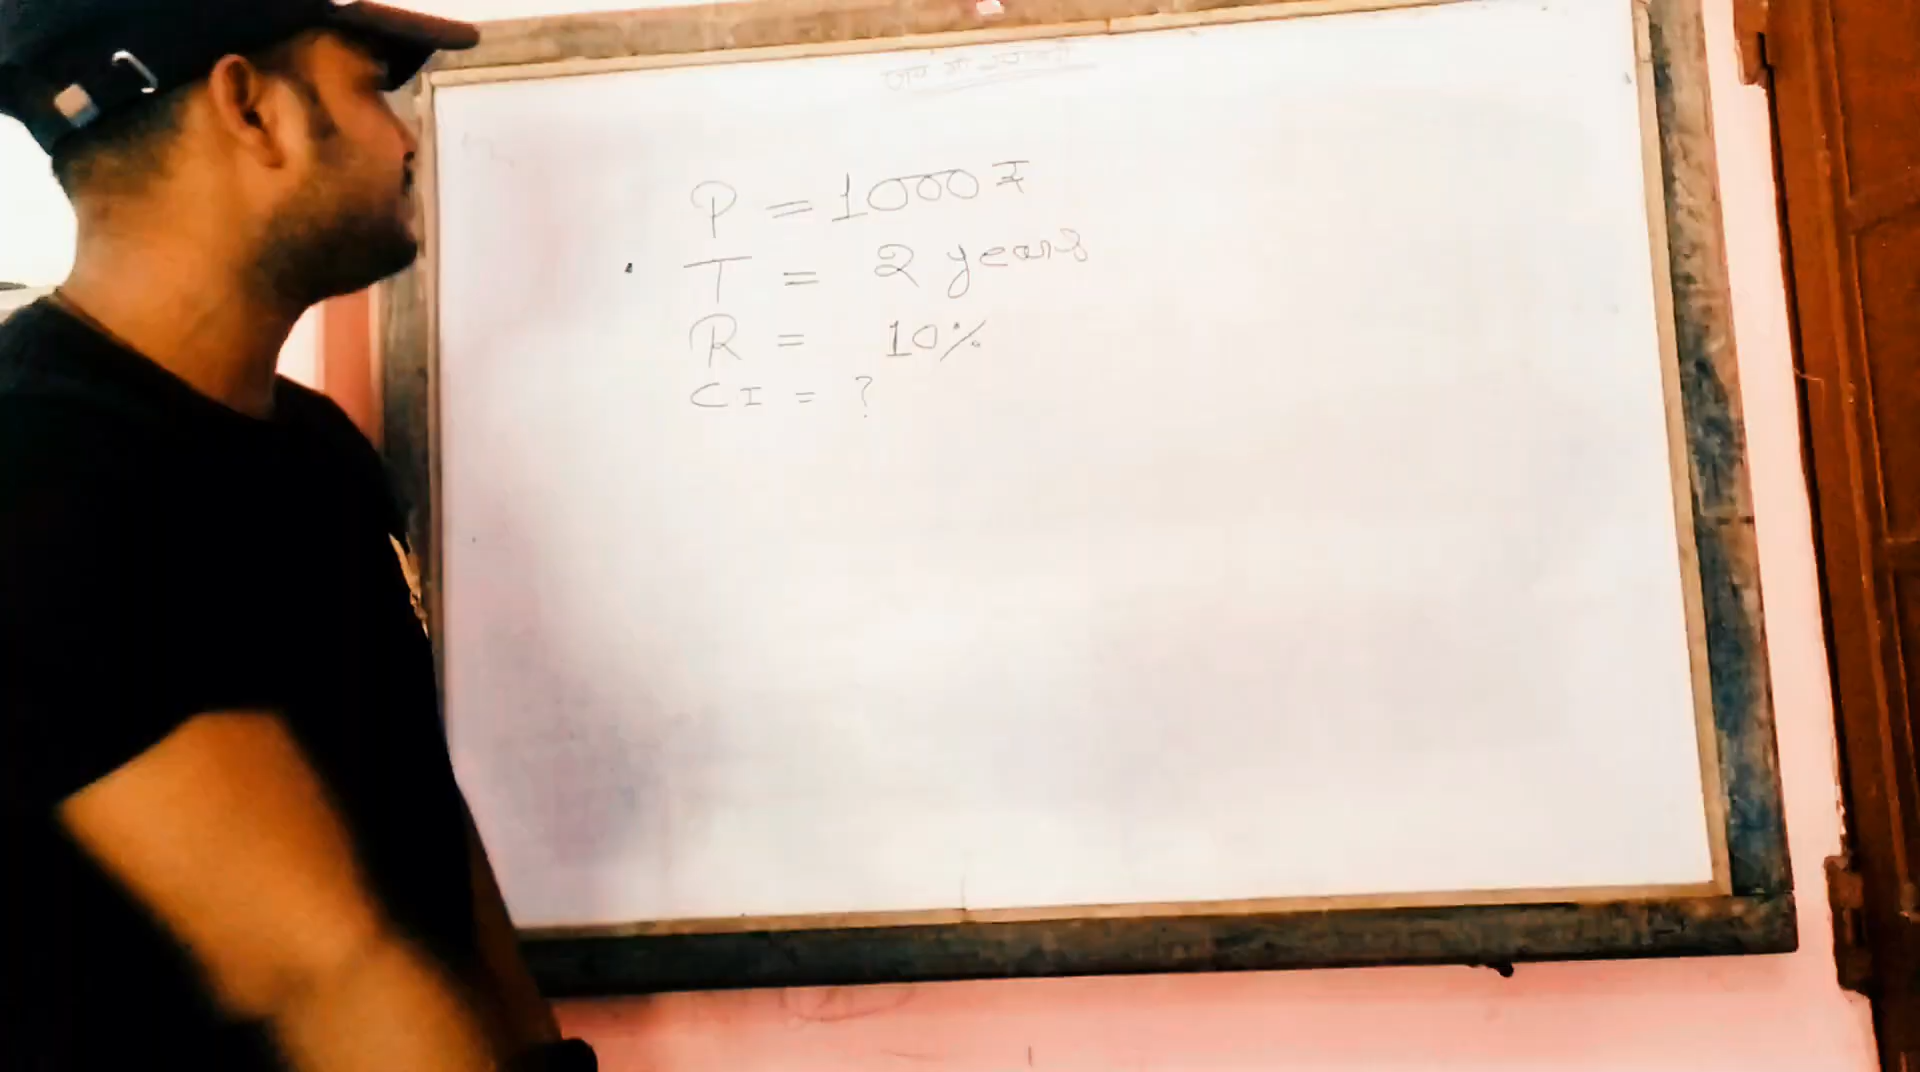 P = 1000 ₹
T = 2 years
R = 10%
CI = ?